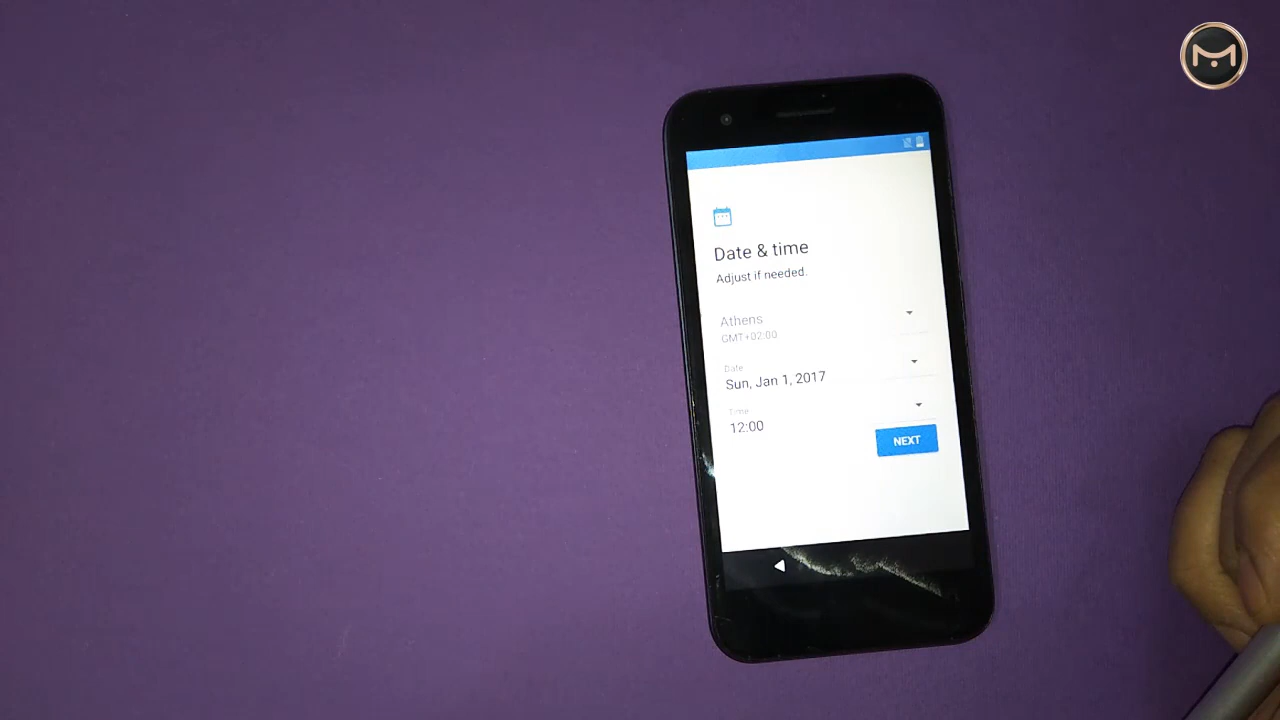 Date & time
Adjust if needed.
Athens
GMT+02:00
Date
Sun, Jan 1, 2017
Time
12:00
NEXT